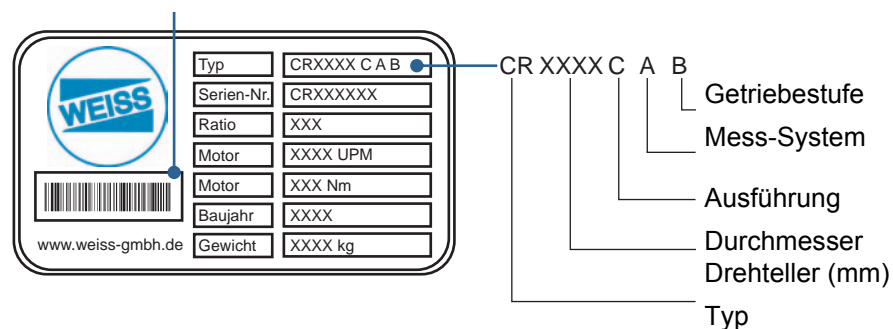 WEISS
Typ CRXXXX C A B
Serien-Nr. CRXXXXXX
Ratio XXX
Motor XXXX UPM
Motor XXX Nm
Baujahr XXXX
www.weiss-gmbh.de Gewicht XXXX kg
CR XXXX C A B
Getriebestufe
Mess-System
Ausführung
Durchmesser
Drehteller (mm)
Typ